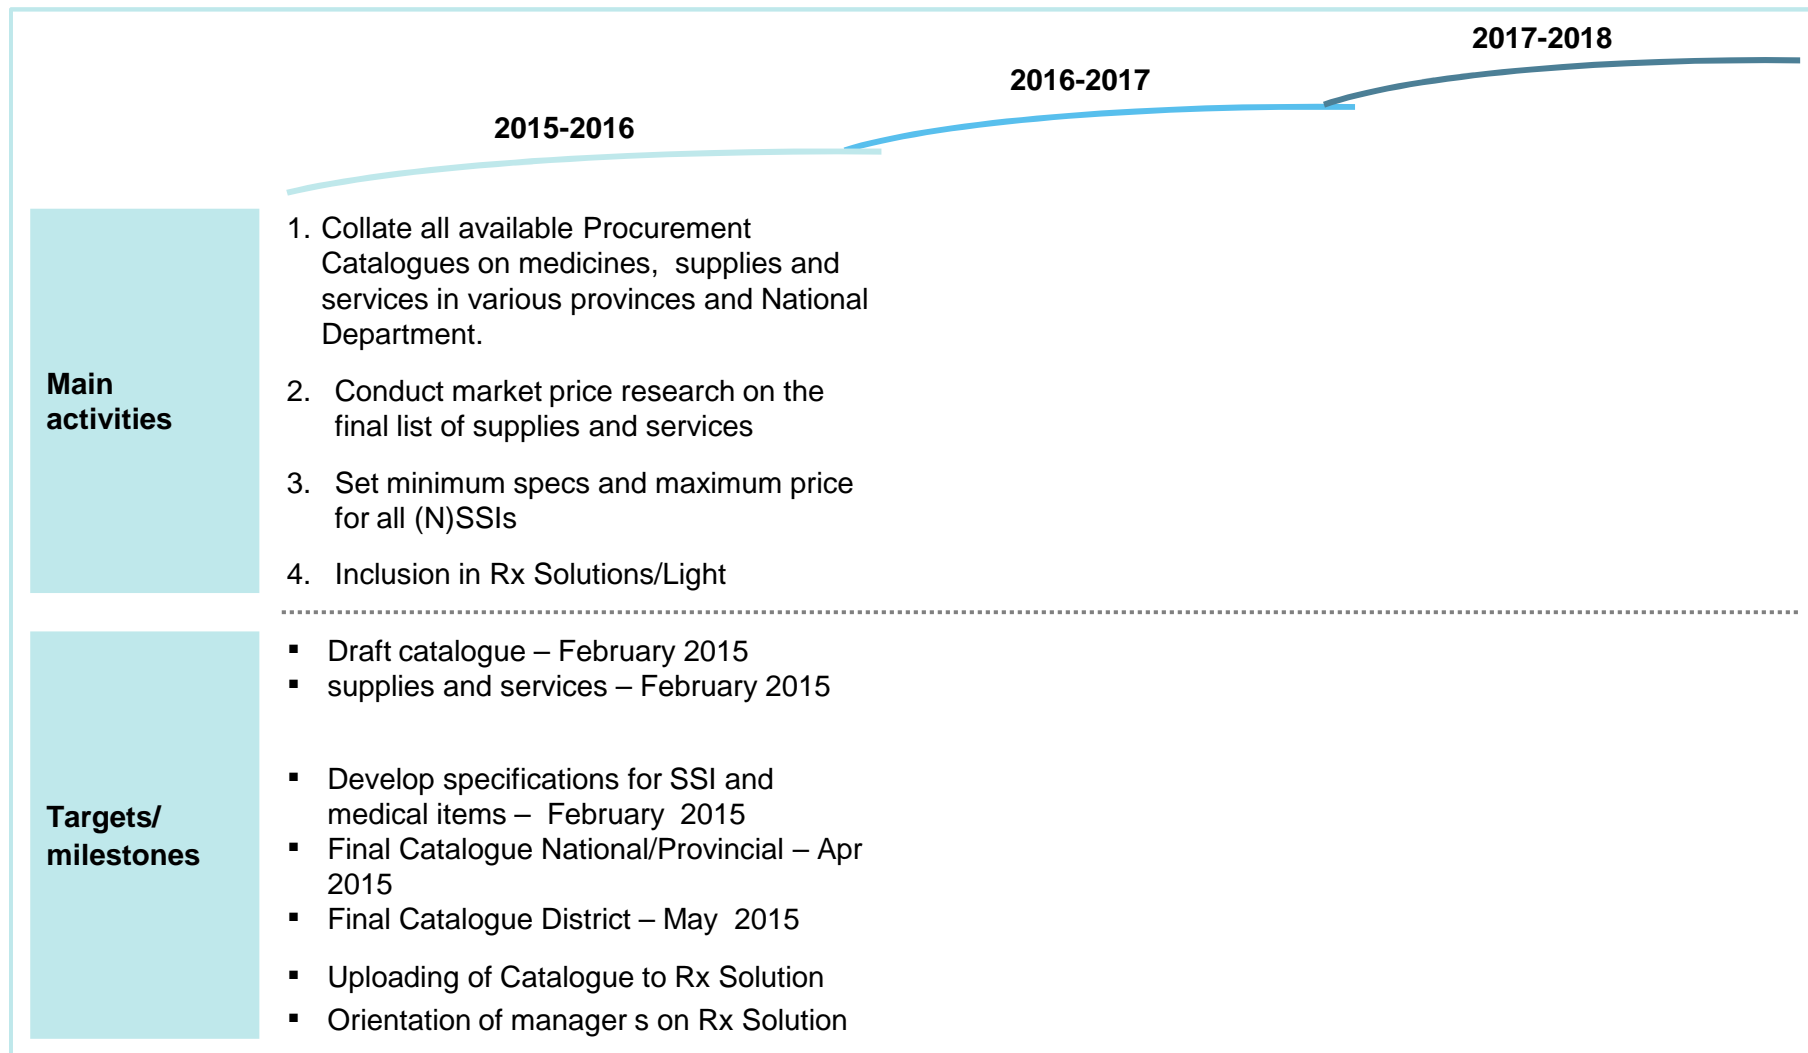 2017-2018
2016-2017
2015-2016
Main
activities
1. Collate all available Procurement
Catalogues on medicines, supplies and
services in various provinces and National
Department.
2. Conduct market price research on the
final list of supplies and services
3. Set minimum specs and maximum price
for all (N)SSIs
4. Inclusion in Rx Solutions/Light
Targets/
milestones
▪ Draft catalogue – February 2015
▪ supplies and services – February 2015
▪ Develop specifications for SSI and
medical items – February 2015
▪ Final Catalogue National/Provincial – Apr
2015
▪ Final Catalogue District – May 2015
▪ Uploading of Catalogue to Rx Solution
▪ Orientation of manager s on Rx Solution